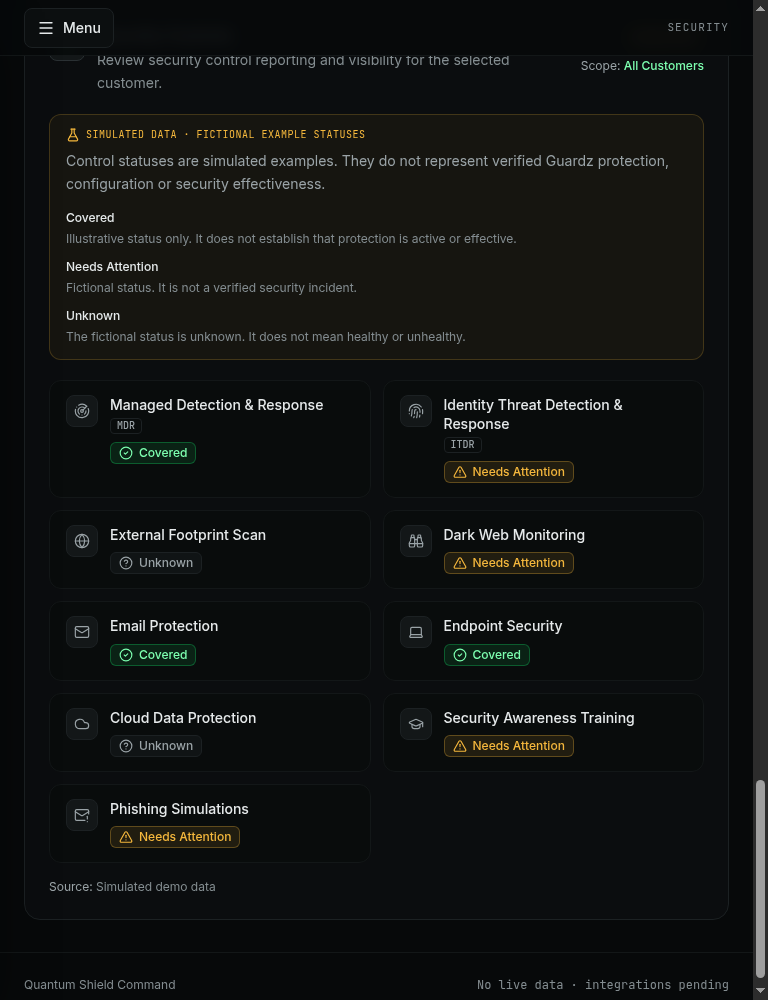 Menu
SECURITY
Review security control reporting and visibility for the selected
customer.
Scope: All Customers
SIMULATED DATA · FICTIONAL EXAMPLE STATUSES
Control statuses are simulated examples. They do not represent verified Guardz protection,
configuration or security effectiveness.
Covered
Illustrative status only. It does not establish that protection is active or effective.
Needs Attention
Fictional status. It is not a verified security incident.
Unknown
The fictional status is unknown. It does not mean healthy or unhealthy.
Managed Detection & Response
MDR
Covered
Identity Threat Detection &
Response
ITDR
Needs Attention
External Footprint Scan
Unknown
Dark Web Monitoring
Needs Attention
Email Protection
Covered
Endpoint Security
Covered
Cloud Data Protection
Unknown
Security Awareness Training
Needs Attention
Phishing Simulations
Needs Attention
Source: Simulated demo data
Quantum Shield Command
No live data · integrations pending